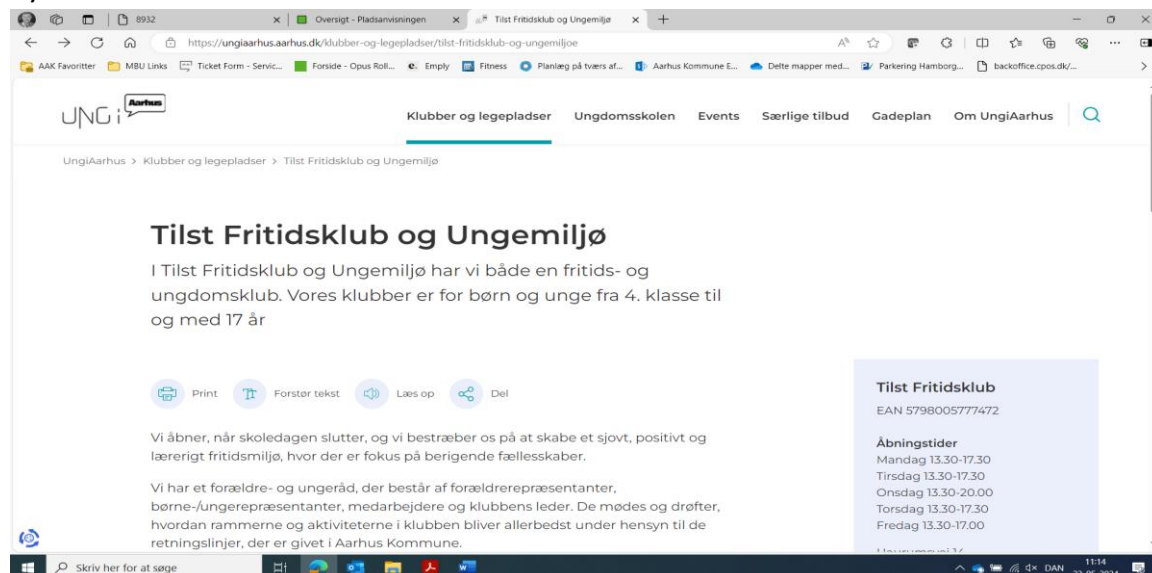 8932
Oversigt - Pladsanvisningen
Tilst Fritidsklub og Ungemiljø
https://ungiaarhus.aarhus.dk/klubber-og-legepladser/tilst-fritidsklub-og-ungemiljoe
AAK Favoritter
MBU Links
Ticket Form - Servic...
Forside - Opus Roll...
Emply
Fitness
Planlæg på tværs af...
Aarhus Kommune E...
Delte mapper med...
Parkering Hamborg...
backoffice.cpos.dk/...
UNG i Aarhus
Klubber og legepladser
Ungdomsskolen
Events
Særlige tilbud
Gadeplan
Om UngiAarhus
UngiAarhus > Klubber og legepladser > Tilst Fritidsklub og Ungemiljø
Tilst Fritidsklub og Ungemiljø
I Tilst Fritidsklub og Ungemiljø har vi både en fritids- og
ungdomsklub. Vores klubber er for børn og unge fra 4. klasse til
og med 17 år
Print
Forstør tekst
Læs op
Del
Vi åbner, når skoledagen slutter, og vi bestræber os på at skabe et sjovt, positivt og
lærerigt fritidsmiljø, hvor der er fokus på berigende fællesskaber.
Vi har et forældre- og ungeråd, der består af forældrerepræsentanter,
børne-/ungerepræsentanter, medarbejdere og klubbens leder. De mødes og drøfter,
hvordan rammerne og aktiviteterne i klubben bliver allerbedst under hensyn til de
retningslinjer, der er givet i Aarhus Kommune.
Tilst Fritidsklub
EAN 5798005777472
Åbningstider
Mandag 13.30-17.30
Tirsdag 13.30-17.30
Onsdag 13.30-20.00
Torsdag 13.30-17.30
Fredag 13.30-17.00
Skriv her for at søge
DAN
11:14